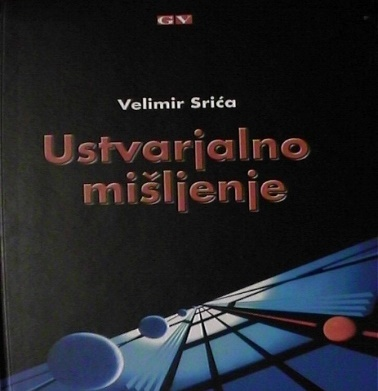 GV
Velimir Srića
Ustvarjalno
mišljenje